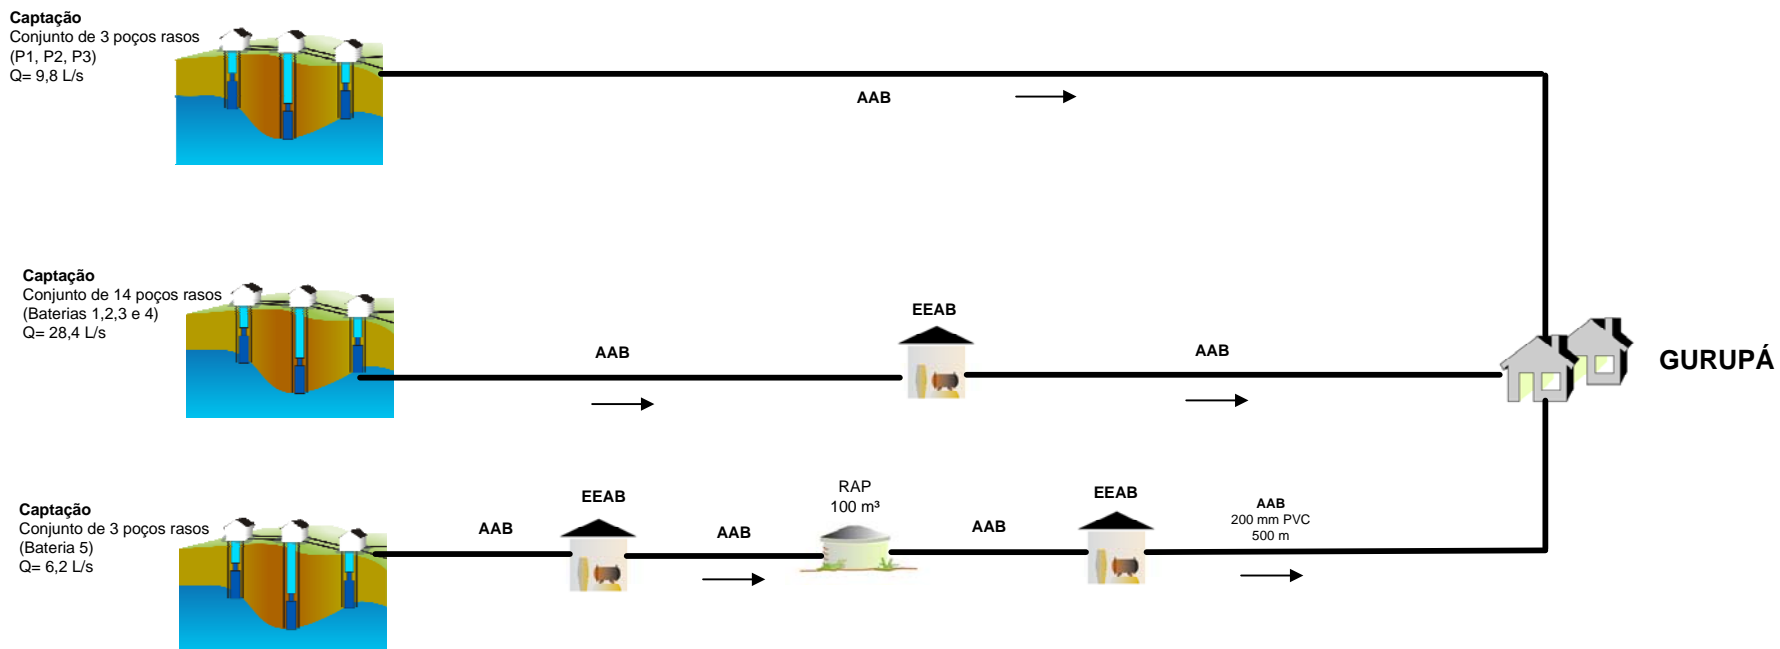 Captação
Conjunto de 3 poços rasos
(P1, P2, P3)
Q= 9,8 L/s
AAB
Captação
Conjunto de 14 poços rasos
(Baterias 1,2,3 e 4)
Q= 28,4 L/s
AAB
EEAB
AAB
GURUPÁ
Captação
Conjunto de 3 poços rasos
(Bateria 5)
Q= 6,2 L/s
AAB
EEAB
AAB
RAP
100 m³
AAB
EEAB
AAB
200 mm PVC
500 m